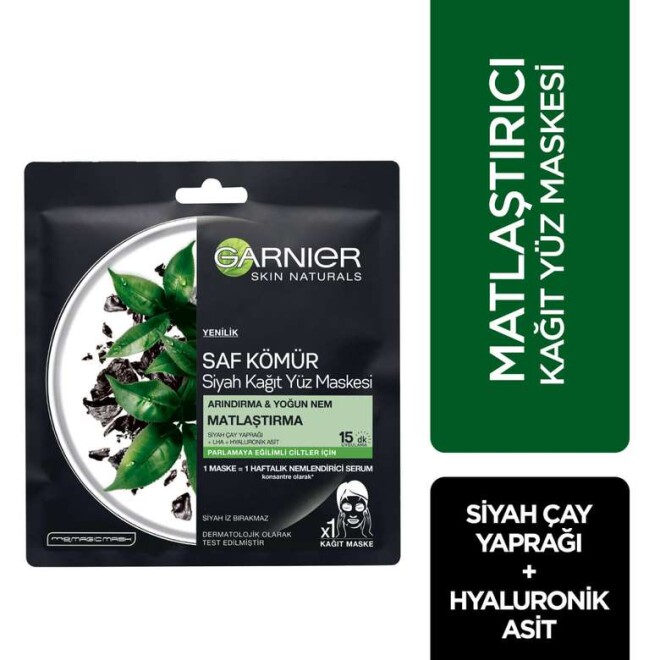 GARNIER
SKIN NATURALS
YENİLİK
SAF KÖMÜR
Siyah Kağıt Yüz Maskesi
ARINDIRMA & YOĞUN NEM
MATLAŞTIRMA
SİYAH ÇAY YAPRAĞI
+ LHA + HYALURONİK ASİT
15 dk
PARLAMAYA EĞİLİMLİ CİLTLER İÇİN
1 MASKE = 1 HAFTALIK NEMLENDİRİCİ SERUM
konsantre olarak*
SİYAH İZ BIRAKMAZ
DERMATOLOJİK OLARAK
TEST EDİLMİŞTİR
x1
KAĞIT MASKE
MATLAŞTIRICI
KAĞIT YÜZ MASKESİ
SİYAH ÇAY
YAPRAĞI
+
HYALURONİK
ASİT